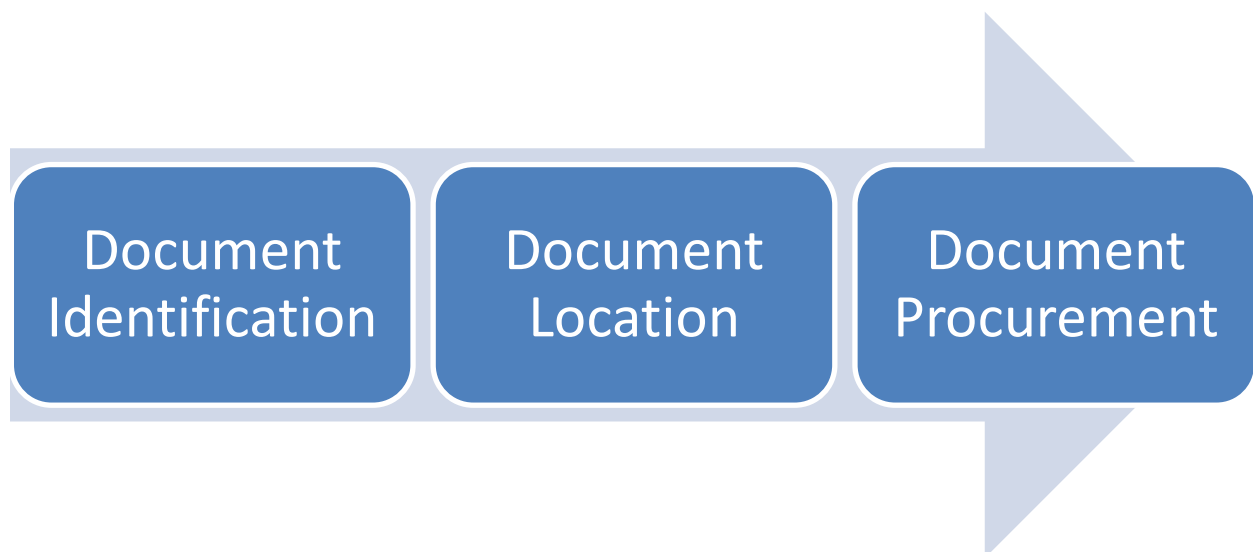 Document
Identification
Document
Location
Document
Procurement